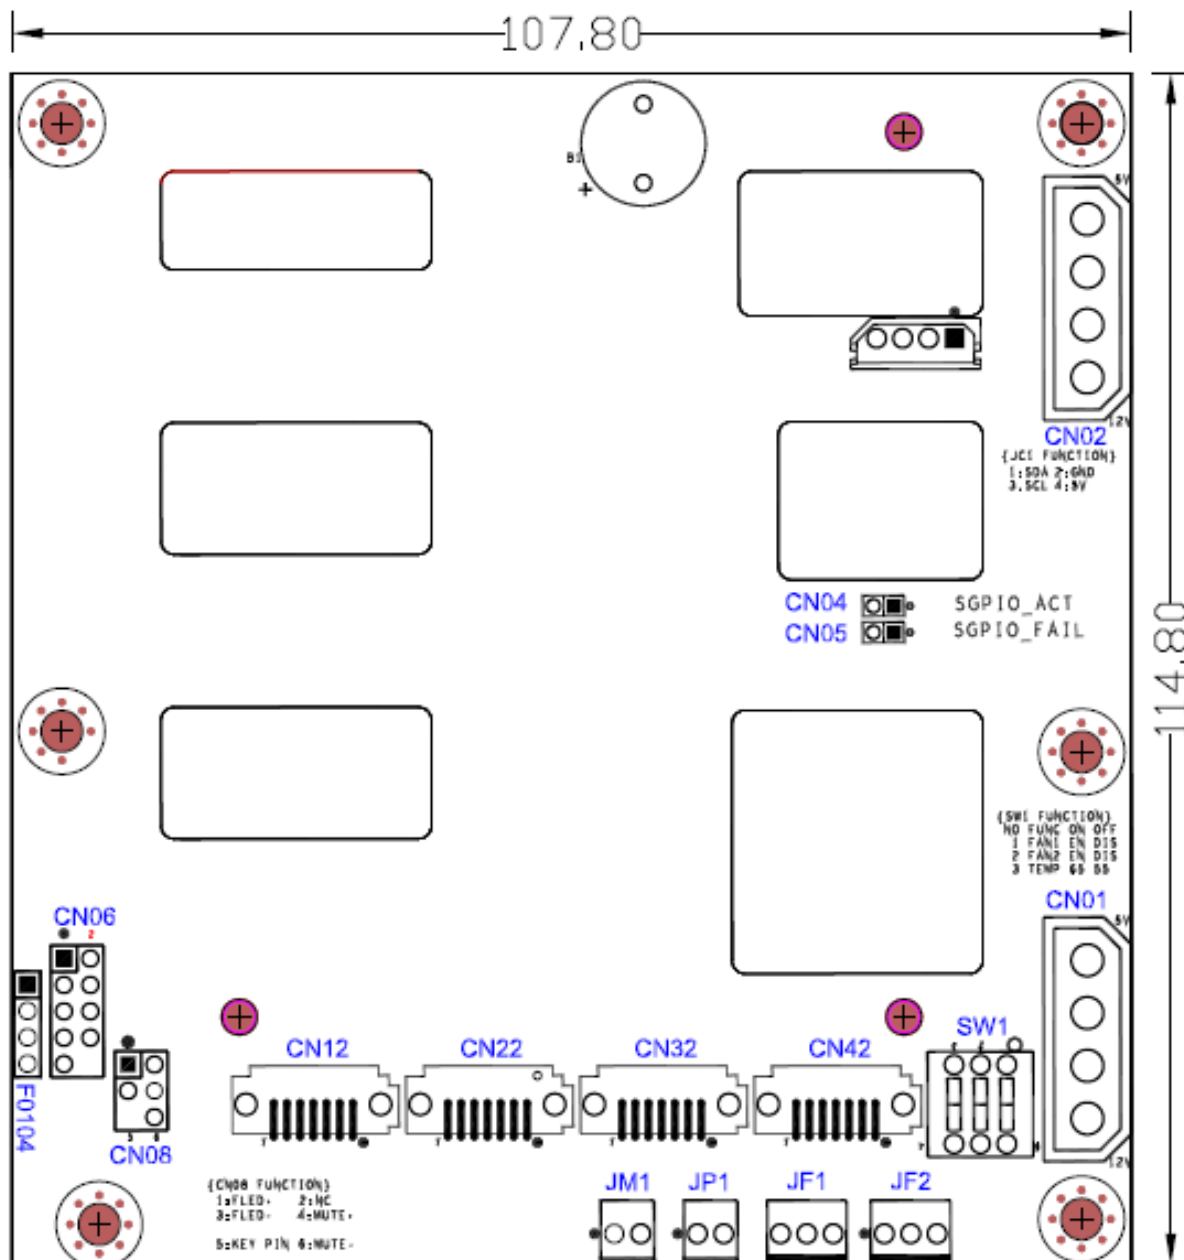 107.80
B1
+
5V
12V
CN02
{JC1 FUNCTION}
1:SDA 2:GND
3.SCL 4:5V
CN04 SGPIO_ACT
CN05 SGPIO_FAIL
114.80
{SW1 FUNCTION}
NO FUNC ON OFF
1 FAN1 EN DIS
2 FAN2 EN DIS
3 TEMP 65 55
CN01
5V
CN06
2
SW1
CN12 CN22 CN32 CN42
F0104
CN08
12V
{CN08 FUNCTION}
1:FLED+ 2:NC
3:FLED- 4:MUTE+
5:KEY PIN 6:MUTE-
JM1 JP1 JF1 JF2